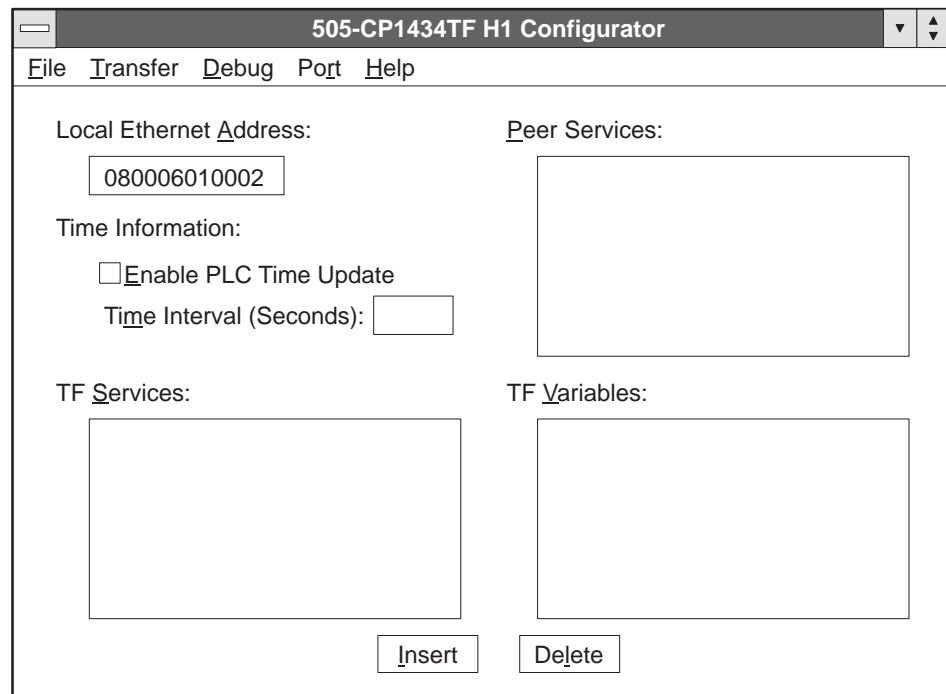 505-CP1434TF H1 Configurator
File Transfer Debug Port Help
Local Ethernet Address:
080006010002
Time Information:
Enable PLC Time Update
Time Interval (Seconds):
Peer Services:
TF Services:
TF Variables:
Insert Delete